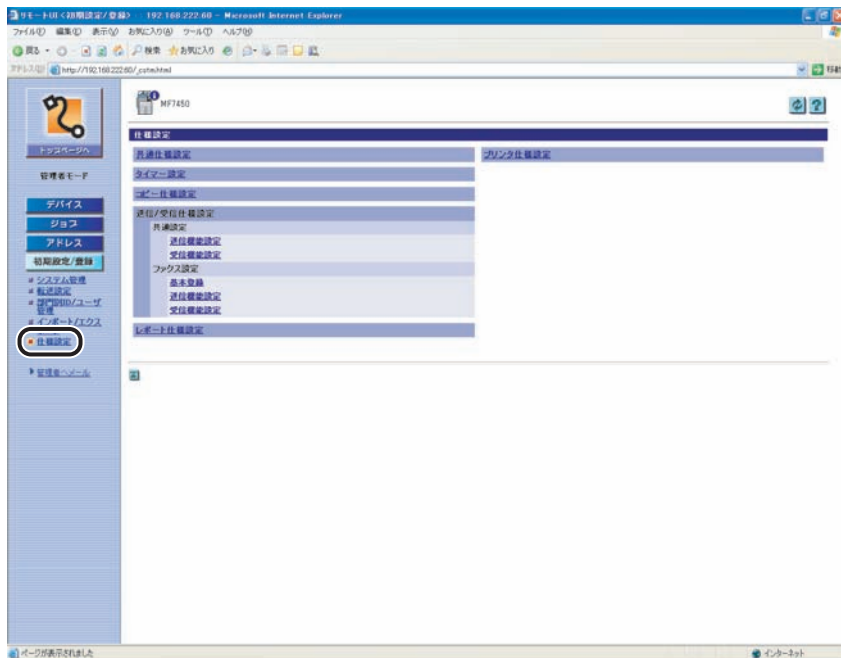 リモートUI <初期設定/登録> 192.168.222.60 - Microsoft Internet Explorer
ファイル(F) 編集(E) 表示(V) お気に入り(A) ツール(T) ヘルプ(H)
戻る 検索 お気に入り
アドレス(D) http://192.168.222.60/_cstm.html 移動
MF7450
トップページへ
管理者モード
デバイス
ジョブ
アドレス
初期設定/登録
システム管理
転送設定
部門別ID/ユーザ
管理
インポート/エクス
仕様設定
管理者へメール
仕様設定
共通仕様設定
プリンタ仕様設定
タイマー設定
コピー仕様設定
送信/受信仕様設定
共通設定
送信機能設定
受信機能設定
ファクス設定
基本登録
送信機能設定
受信機能設定
レポート仕様設定
ページが表示されました
インターネット